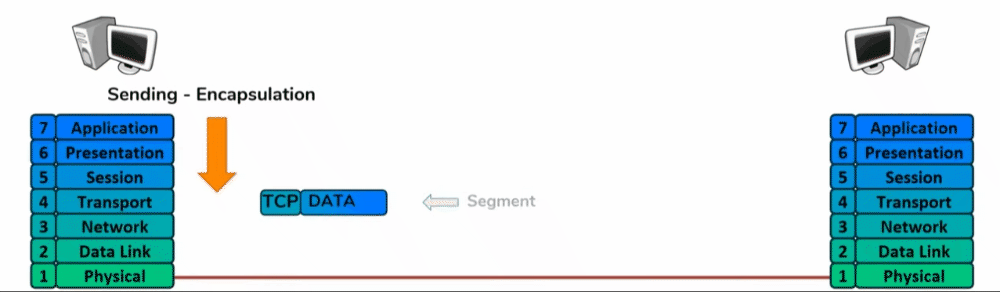 Sending - Encapsulation
7 Application
6 Presentation
5 Session
4 Transport
3 Network
2 Data Link
1 Physical
TCP DATA
Segment
7 Application
6 Presentation
5 Session
4 Transport
3 Network
2 Data Link
1 Physical